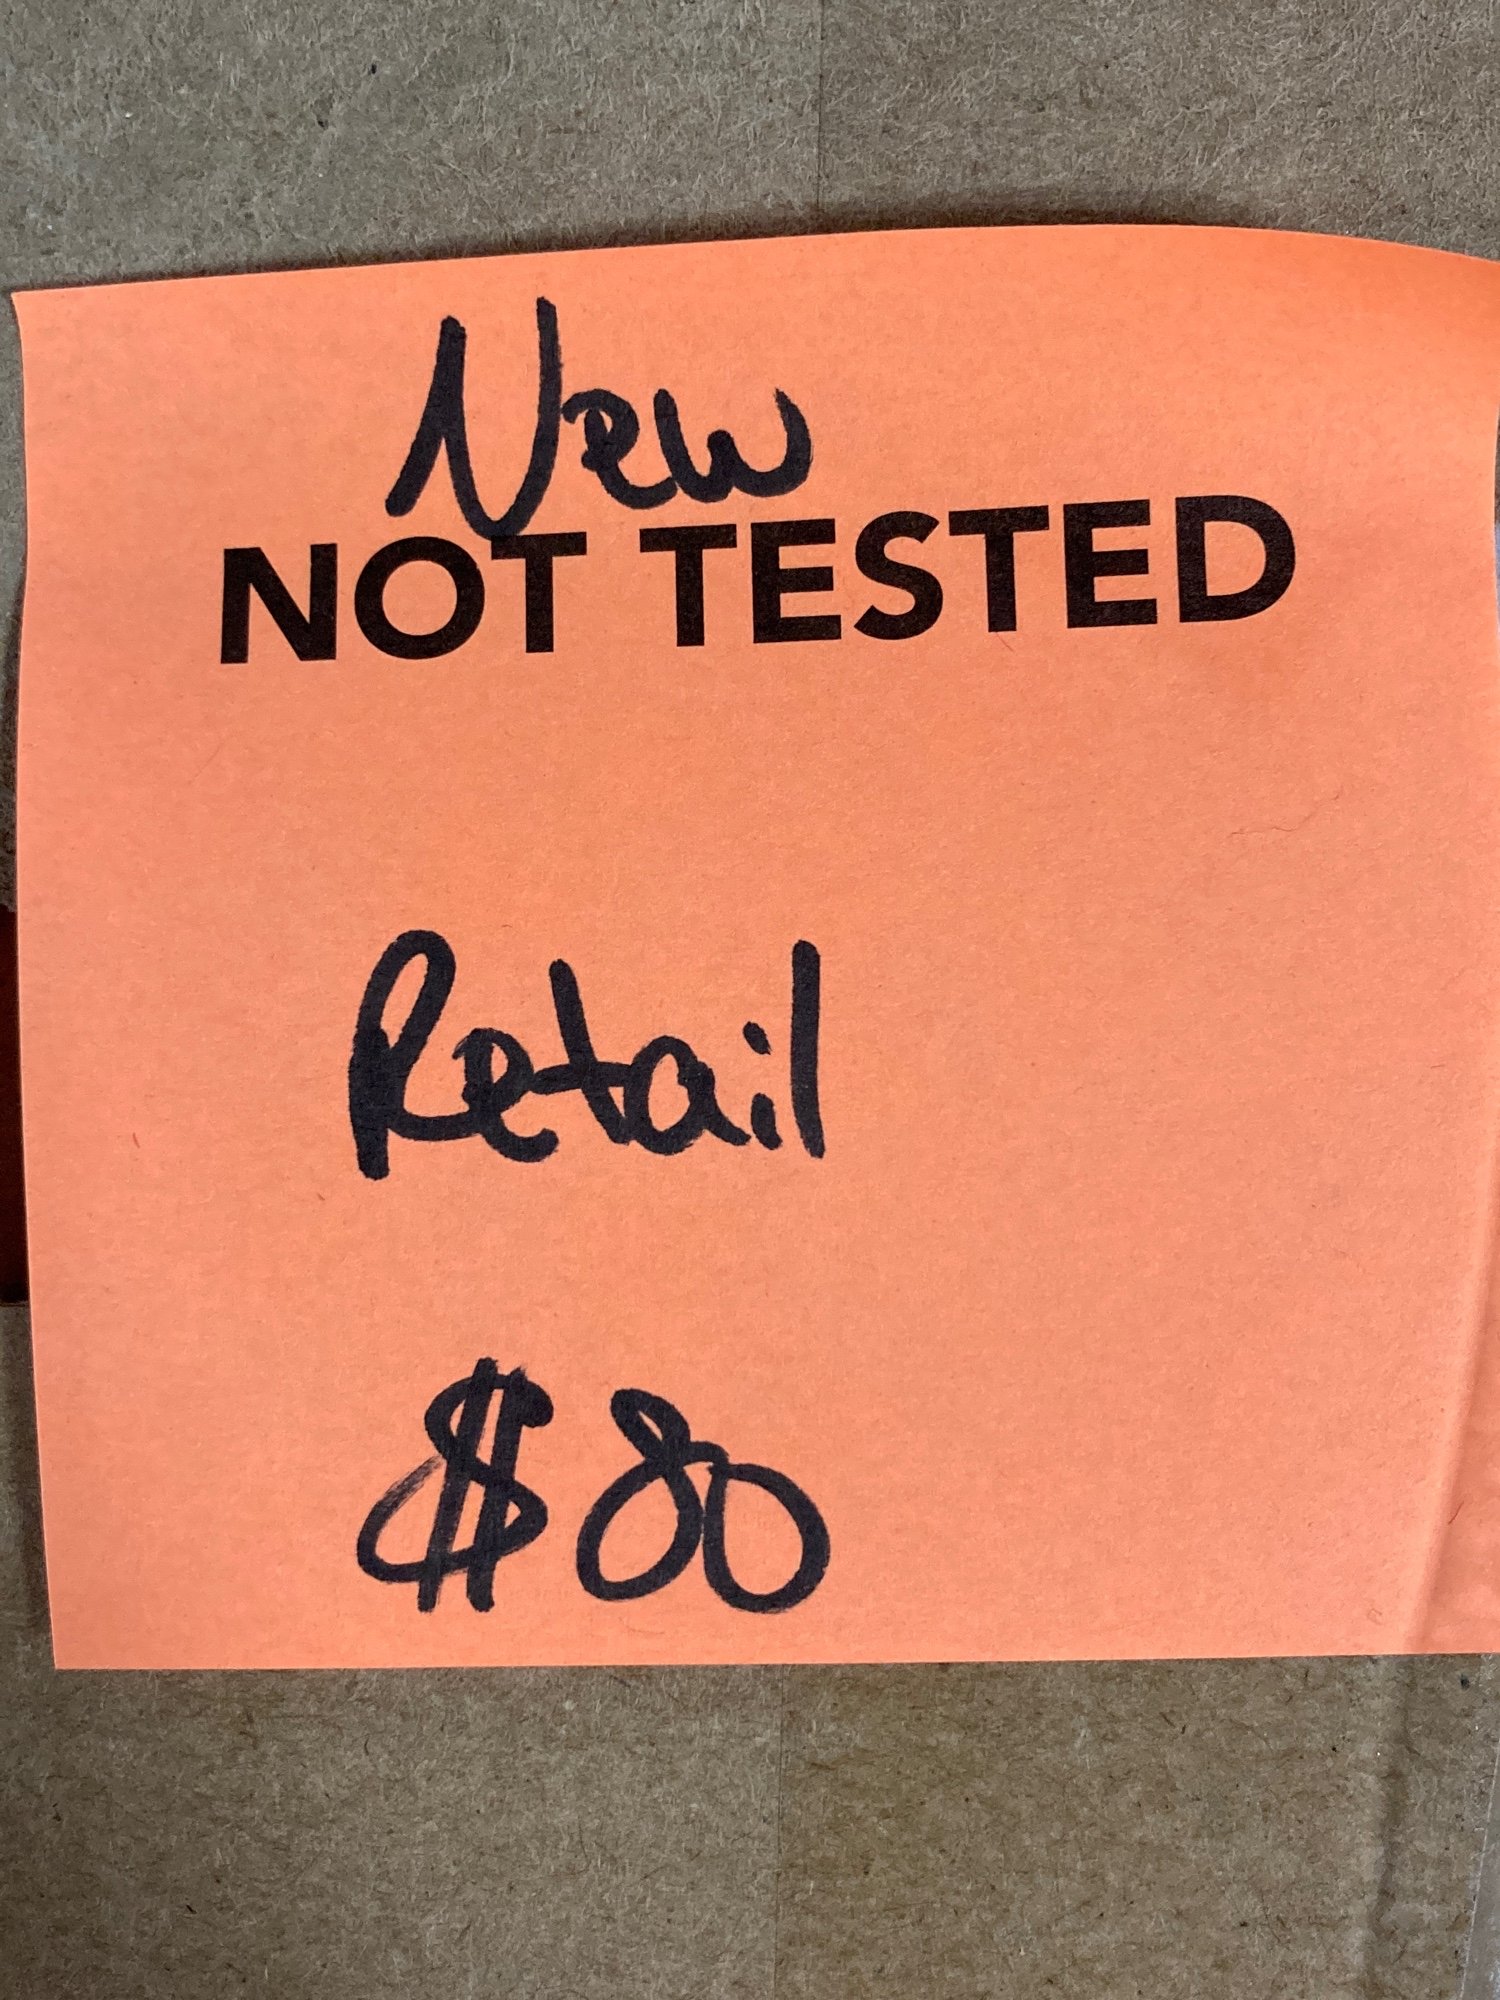 New
NOT TESTED
Retail
$80